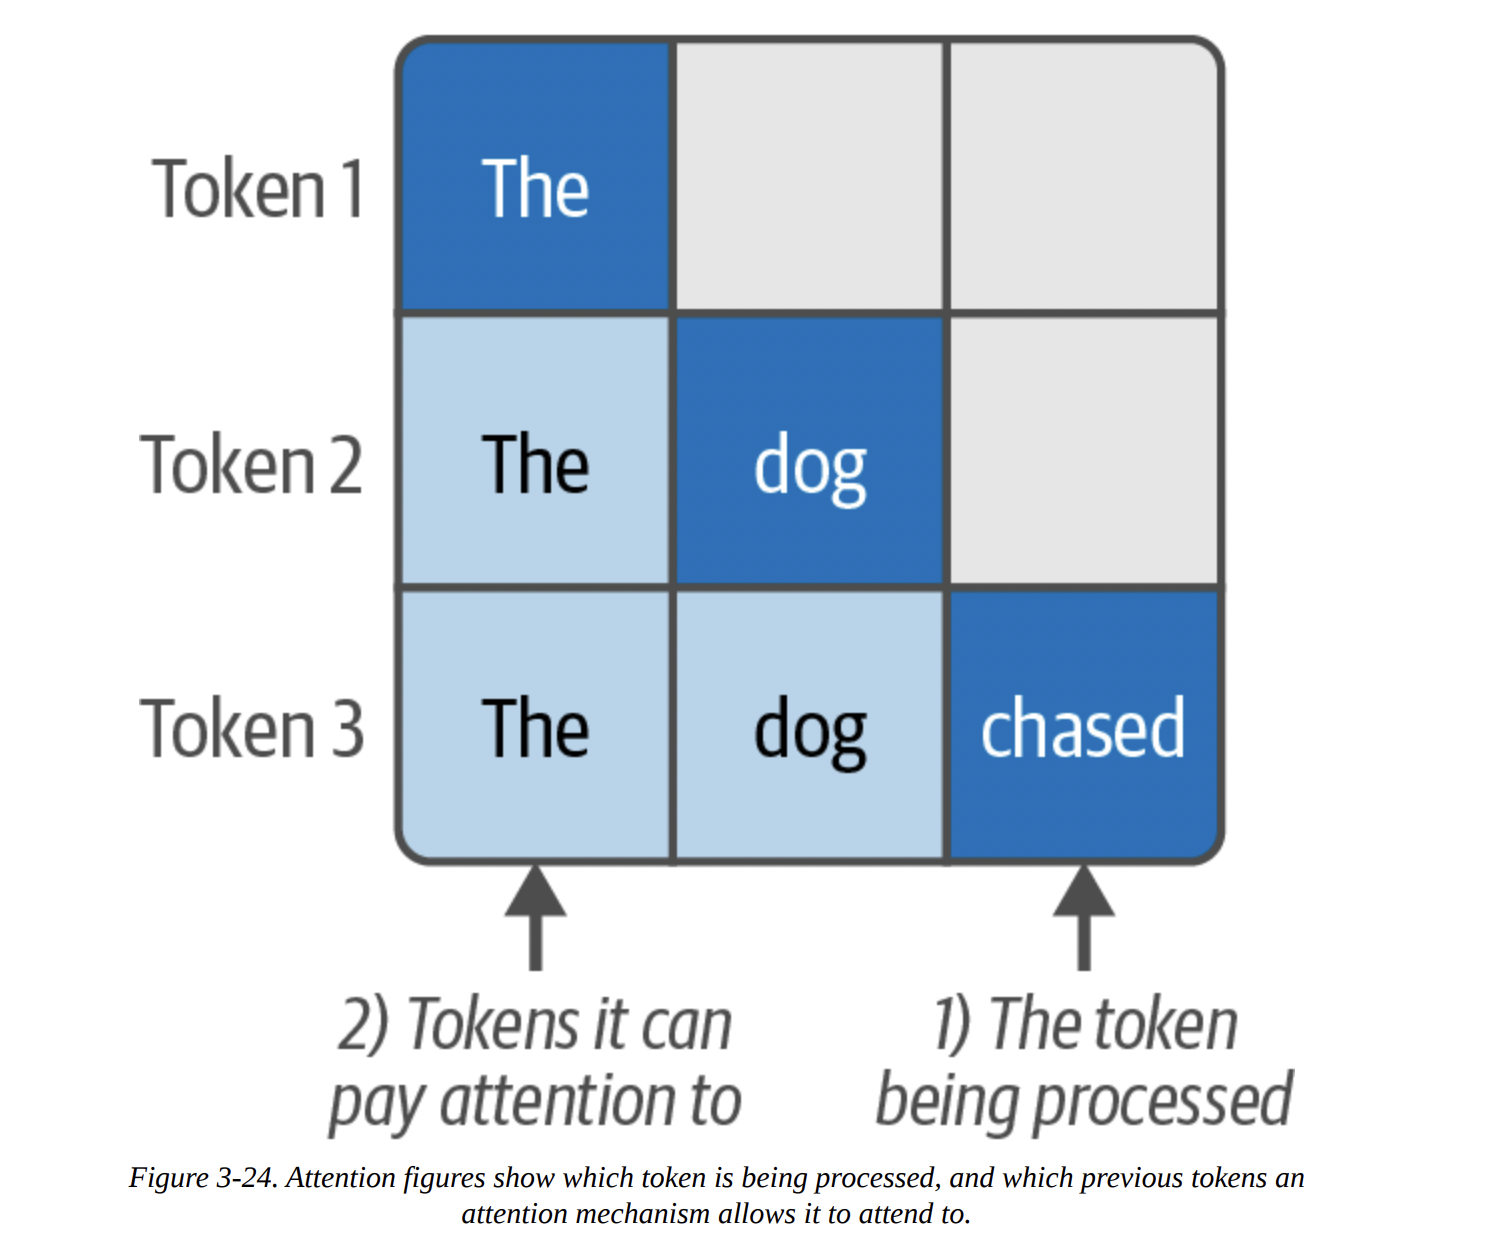 Token 1
The
Token 2
The
dog
Token 3
The
dog
chased
2) Tokens it can
pay attention to
1) The token
being processed
Figure 3-24. Attention figures show which token is being processed, and which previous tokens an
attention mechanism allows it to attend to.